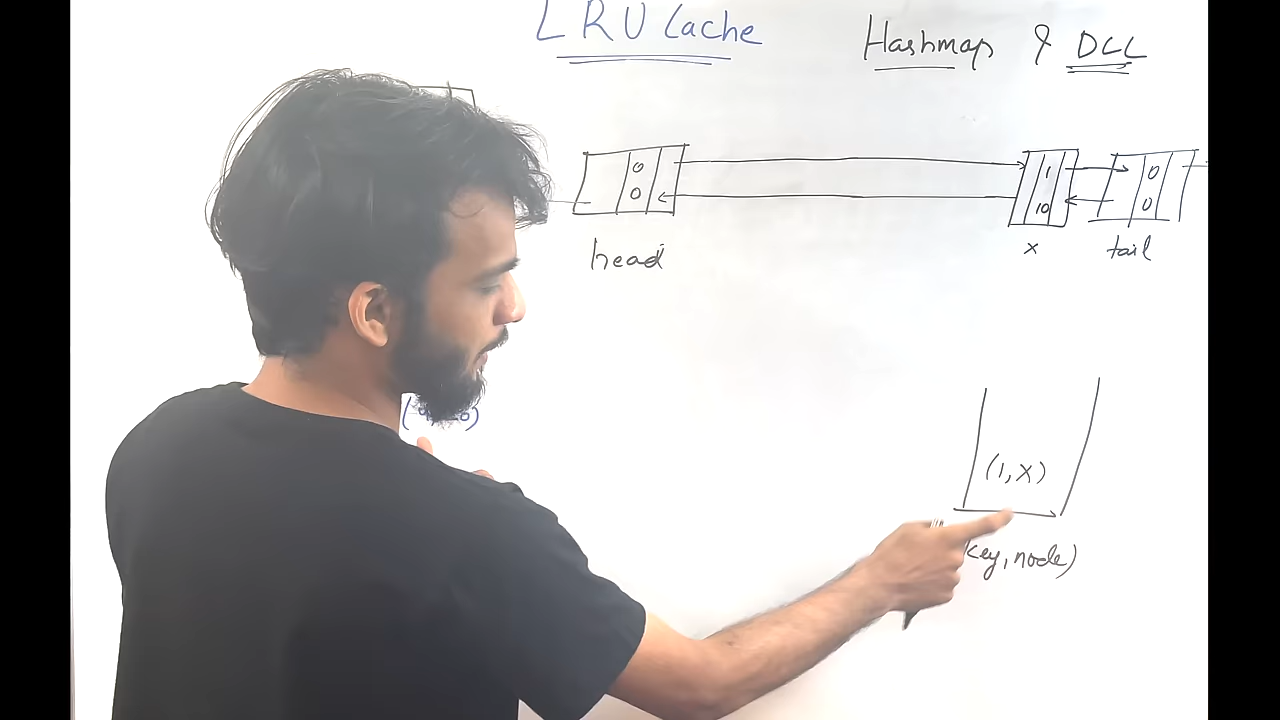 LRU Cache
Hashmap & DLL
0 1 0
0 10 0
head x tail
(1, X)
key, node)